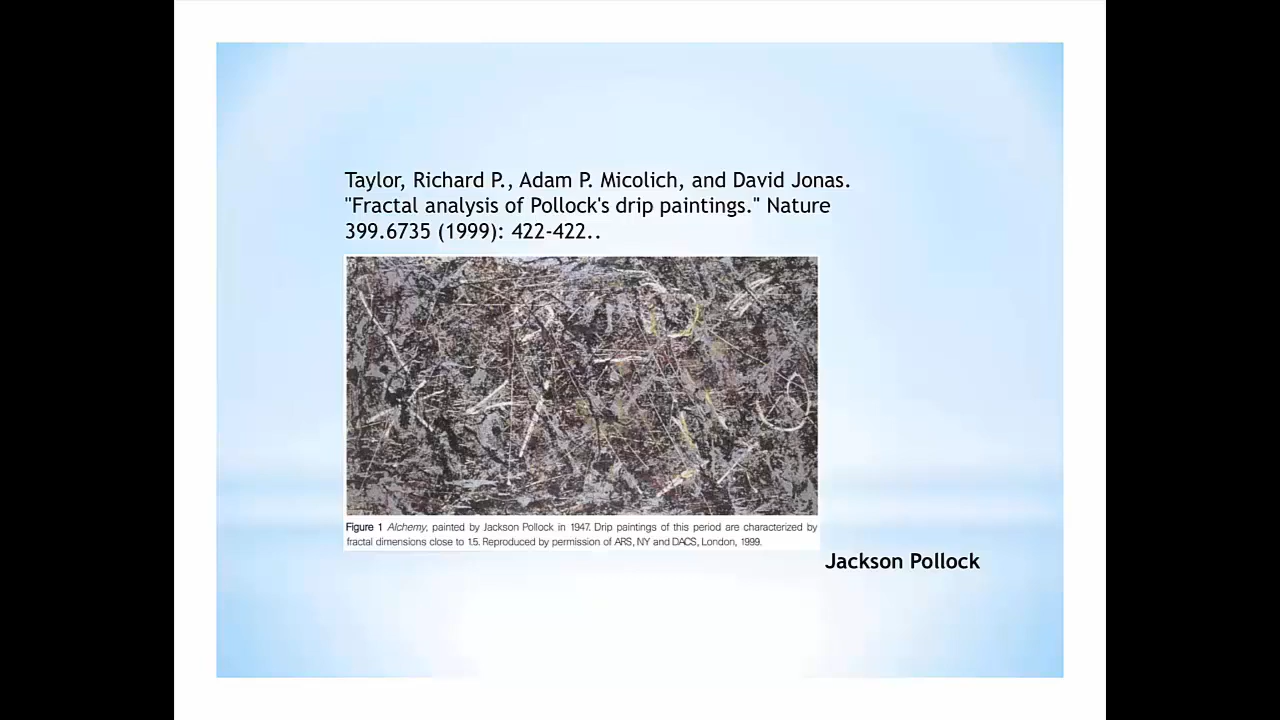 Taylor, Richard P., Adam P. Micolich, and David Jonas.
"Fractal analysis of Pollock's drip paintings." Nature
399.6735 (1999): 422-422..
Figure 1 Alchemy, painted by Jackson Pollock in 1947. Drip paintings of this period are characterized by
fractal dimensions close to 1.5. Reproduced by permission of ARS, NY and DACS, London, 1999.
Jackson Pollock